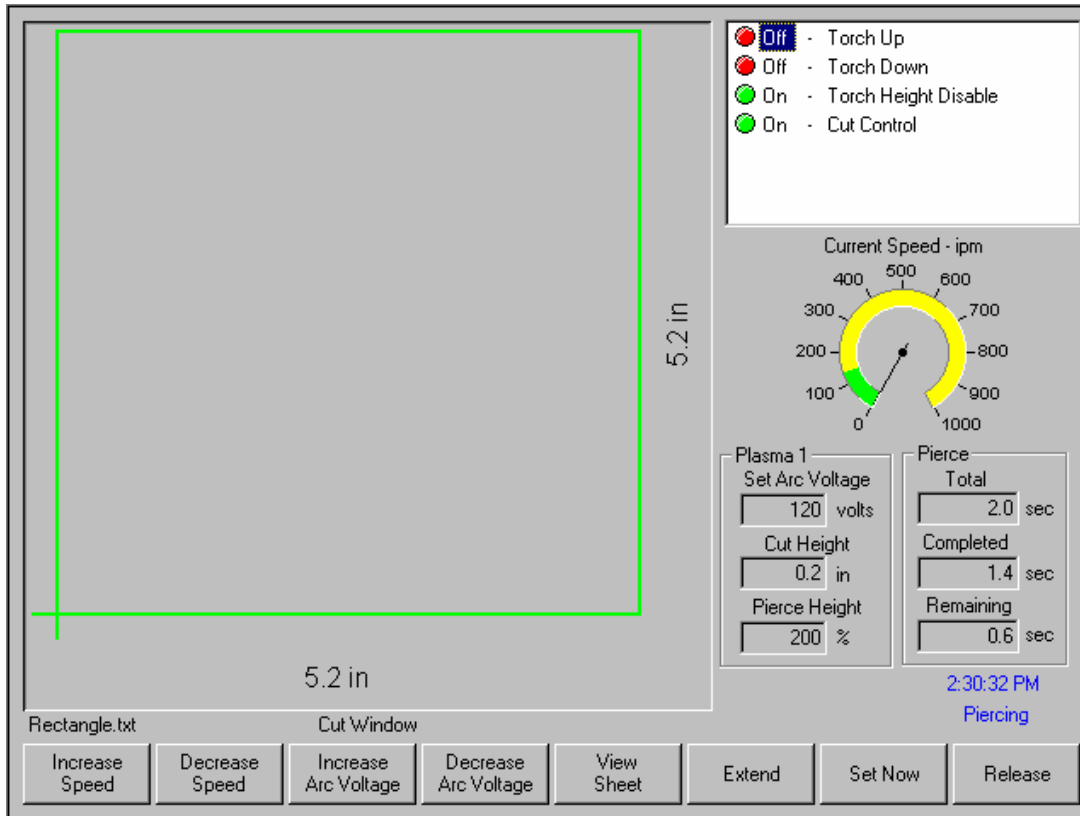 Off - Torch Up
Off - Torch Down
On - Torch Height Disable
On - Cut Control
5.2 in
5.2 in
Rectangle.txt
Cut Window
Current Speed - ipm
0
100
200
300
400
500
600
700
800
900
1000
Plasma 1
Set Arc Voltage
120 volts
Cut Height
0.2 in
Pierce Height
200 %
Pierce
Total
2.0 sec
Completed
1.4 sec
Remaining
0.6 sec
2:30:32 PM
Piercing
Increase
Speed
Decrease
Speed
Increase
Arc Voltage
Decrease
Arc Voltage
View
Sheet
Extend
Set Now
Release